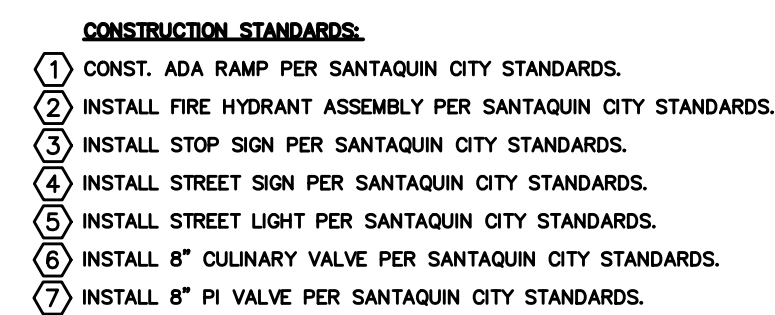 CONSTRUCTION STANDARDS:
1 CONST. ADA RAMP PER SANTAQUIN CITY STANDARDS.
2 INSTALL FIRE HYDRANT ASSEMBLY PER SANTAQUIN CITY STANDARDS.
3 INSTALL STOP SIGN PER SANTAQUIN CITY STANDARDS.
4 INSTALL STREET SIGN PER SANTAQUIN CITY STANDARDS.
5 INSTALL STREET LIGHT PER SANTAQUIN CITY STANDARDS.
6 INSTALL 8" CULINARY VALVE PER SANTAQUIN CITY STANDARDS.
7 INSTALL 8" PI VALVE PER SANTAQUIN CITY STANDARDS.